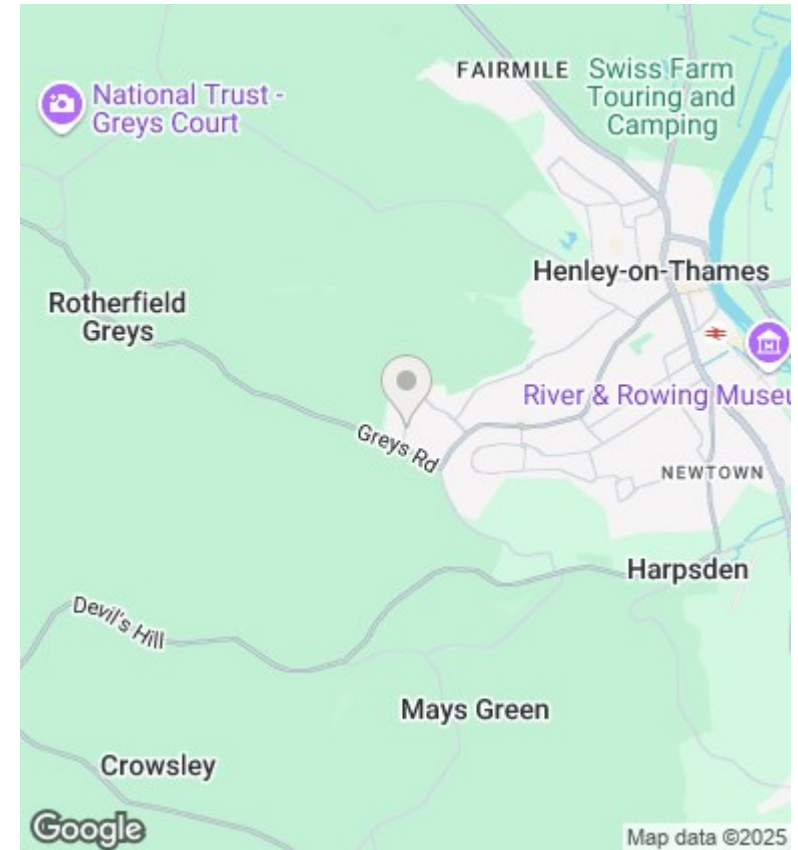 FAIRMILE
Swiss Farm
Touring and
Camping
National Trust -
Greys Court
Henley-on-Thames
Rotherfield
Greys
River & Rowing Museu
Greys Rd
NEWTOWN
Harpsden
Devil's Hill
Mays Green
Crowsley
Google
Map data ©2025